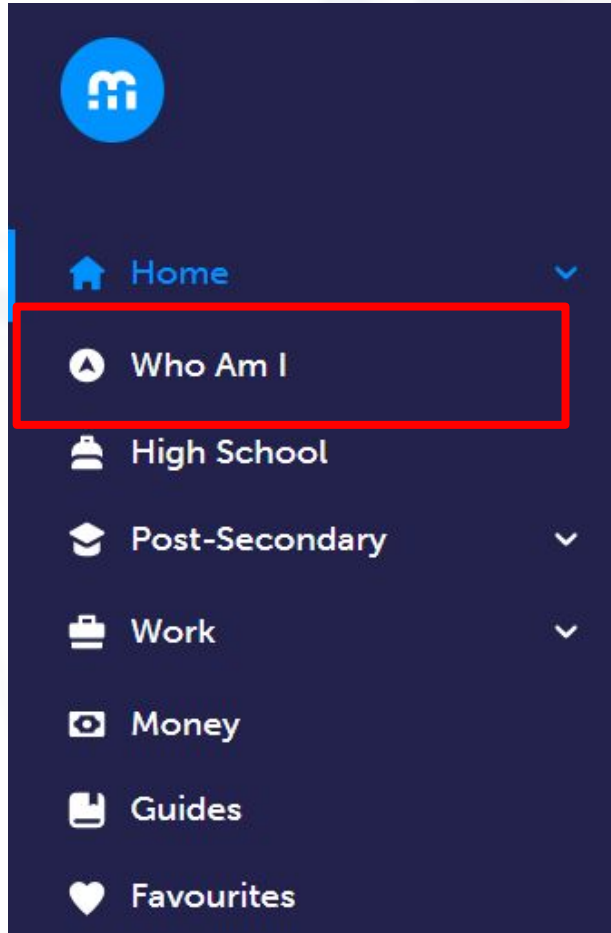 Home
Who Am I
High School
Post-Secondary
Work
Money
Guides
Favourites